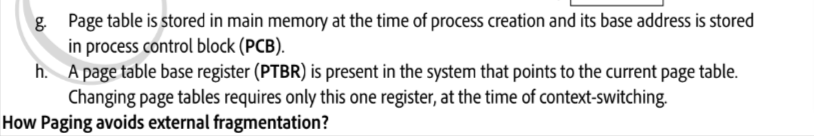 g. Page table is stored in main memory at the time of process creation and its base address is stored
in process control block (PCB).
h. A page table base register (PTBR) is present in the system that points to the current page table.
Changing page tables requires only this one register, at the time of context-switching.
How Paging avoids external fragmentation?